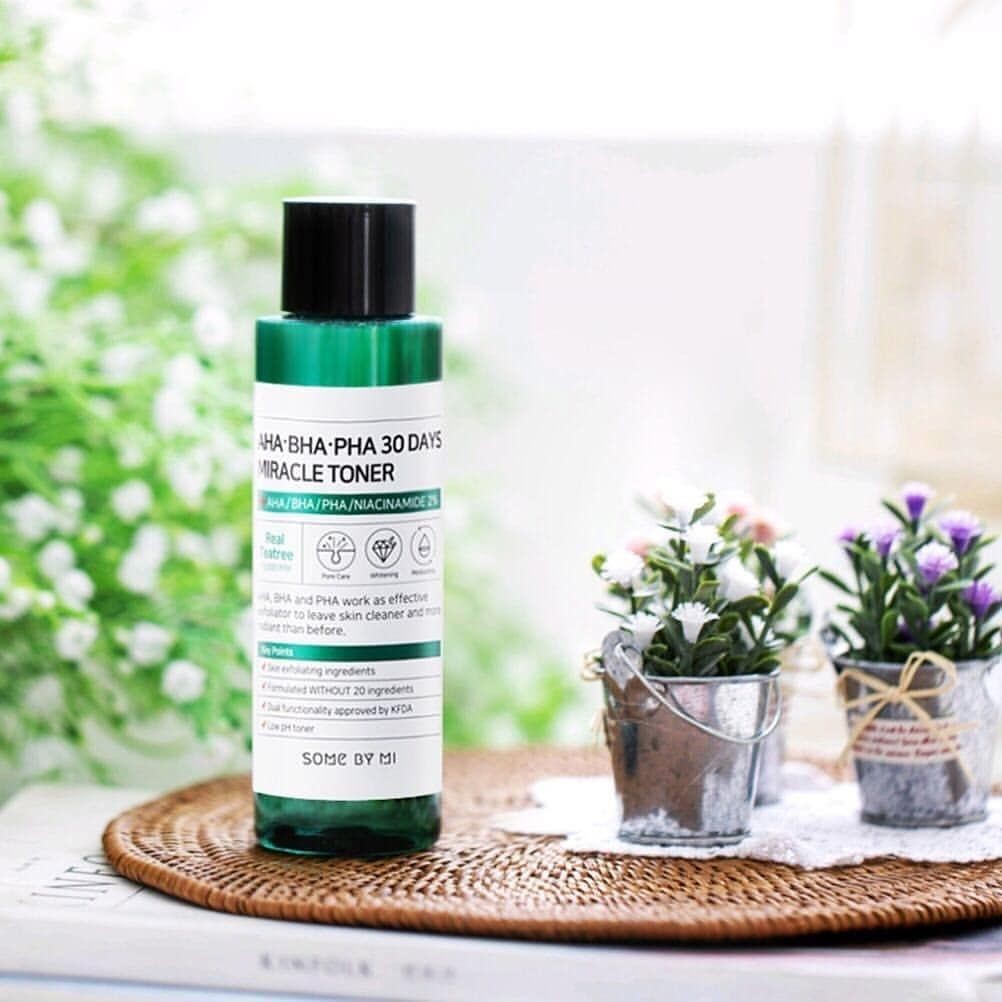 AHA·BHA·PHA 30 DAYS
MIRACLE TONER
AHA/BHA/PHA/NIACINAMIDE 2%
Real
Teatree
Pore Care
Whitening
AHA, BHA and PHA work as effective
exfoliator to leave skin cleaner and more
radiant than before.
Key Points
✓ Skin exfoliating ingredients
✓ Formulated WITHOUT 20 ingredients
✓ Dual functionality approved by KFDA
✓ Low pH toner
SOME BY MI
KINFOLK